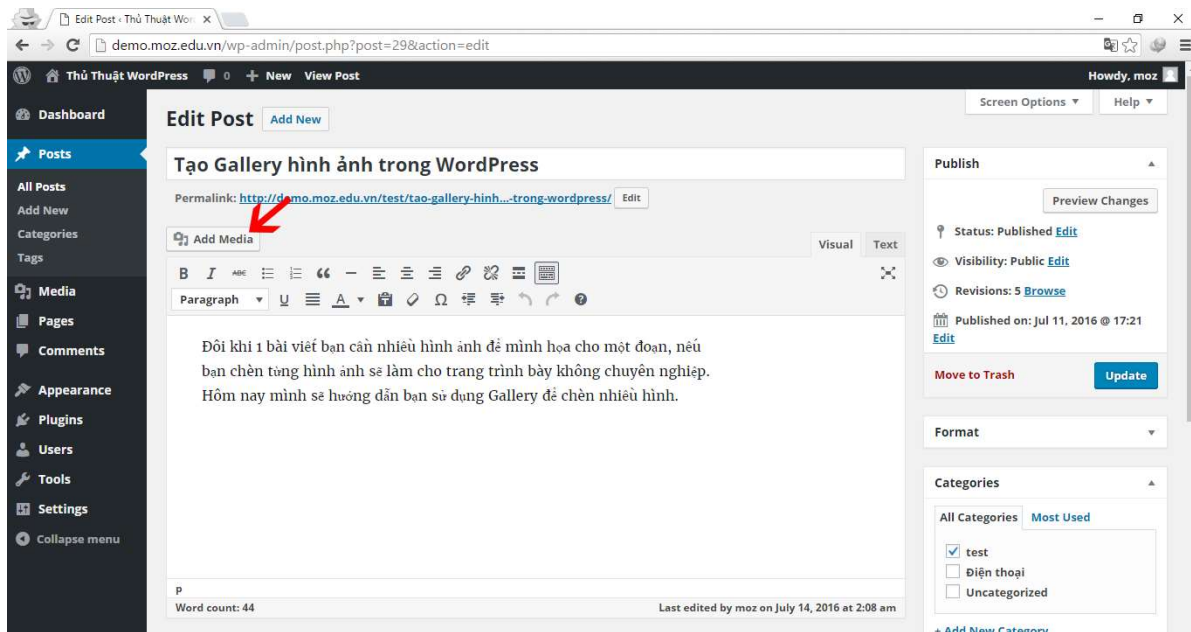 Edit Post ‹ Thủ Thuật Wor
demo.moz.edu.vn/wp-admin/post.php?post=29&action=edit
Thủ Thuật WordPress 0 + New View Post
Howdy, moz
Screen Options Help
Dashboard
Posts
All Posts
Add New
Categories
Tags
Media
Pages
Comments
Appearance
Plugins
Users
Tools
Settings
Collapse menu
Edit Post Add New
Tạo Gallery hình ảnh trong WordPress
Permalink: http://demo.moz.edu.vn/test/tao-gallery-hinh...-trong-wordpress/ Edit
Add Media
Visual Text
B I ABC
Paragraph U A Ω
Đôi khi 1 bài viết bạn cần nhiều hình ảnh để mình họa cho một đoạn, nếu
bạn chèn từng hình ảnh sẽ làm cho trang trình bày không chuyên nghiệp.
Hôm nay mình sẽ hướng dẫn bạn sử dụng Gallery để chèn nhiều hình.
P
Word count: 44
Last edited by moz on July 14, 2016 at 2:08 am
Publish
Preview Changes
Status: Published Edit
Visibility: Public Edit
Revisions: 5 Browse
Published on: Jul 11, 2016 @ 17:21
Edit
Move to Trash
Update
Format
Categories
All Categories Most Used
test
Điện thoại
Uncategorized
+ Add New Category